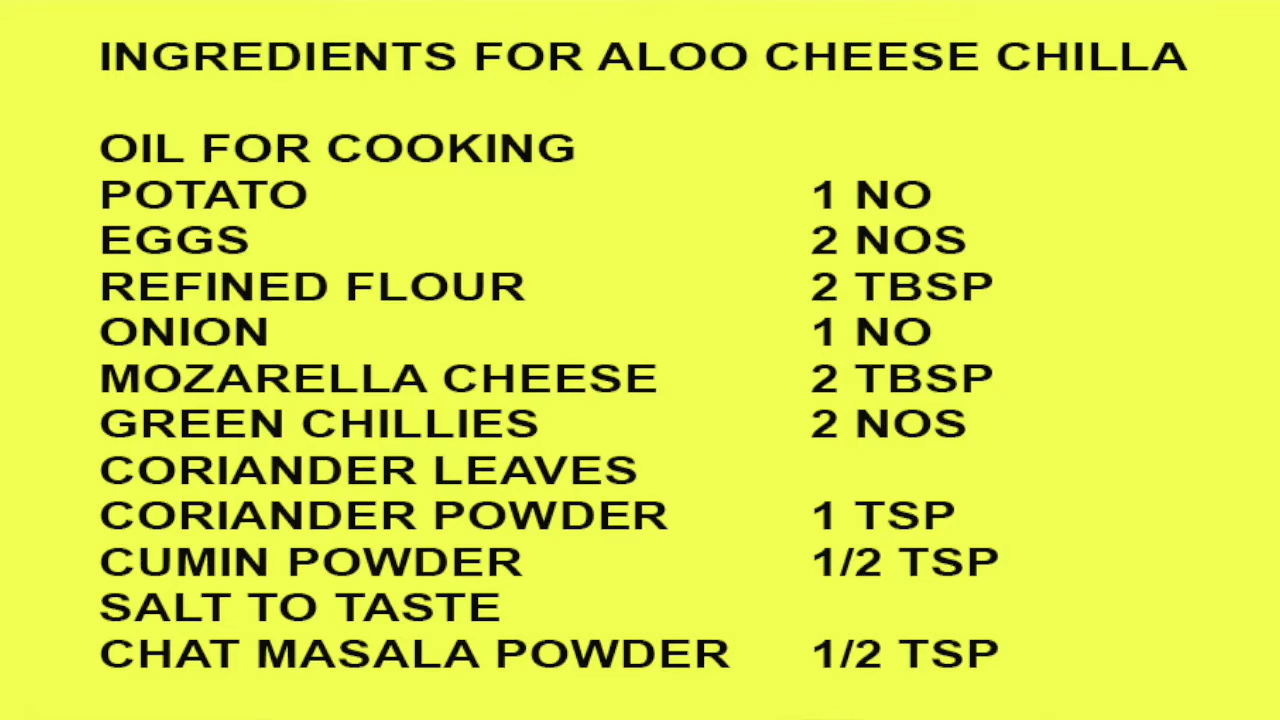 INGREDIENTS FOR ALOO CHEESE CHILLA
OIL FOR COOKING
POTATO 1 NO
EGGS 2 NOS
REFINED FLOUR 2 TBSP
ONION 1 NO
MOZARELLA CHEESE 2 TBSP
GREEN CHILLIES 2 NOS
CORIANDER LEAVES
CORIANDER POWDER 1 TSP
CUMIN POWDER 1/2 TSP
SALT TO TASTE
CHAT MASALA POWDER 1/2 TSP